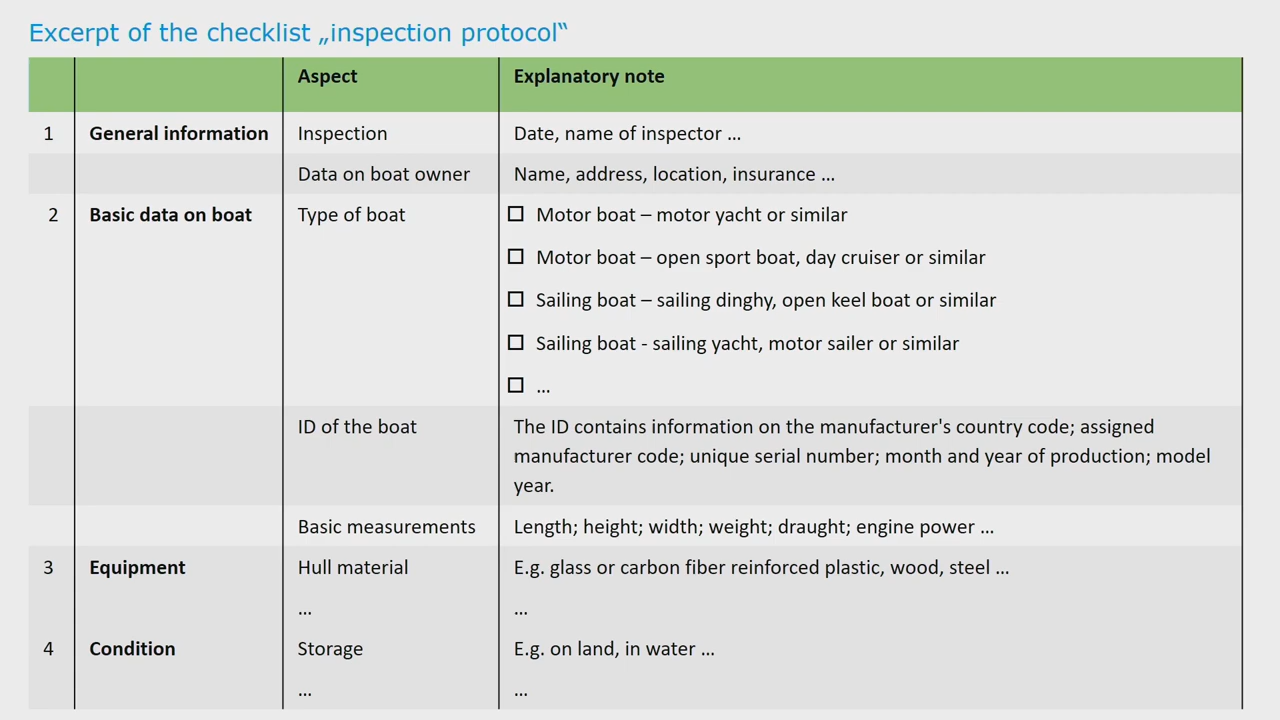 Excerpt of the checklist „inspection protocol“
Aspect Explanatory note
1 General information Inspection Date, name of inspector ...
Data on boat owner Name, address, location, insurance ...
2 Basic data on boat Type of boat Motor boat – motor yacht or similar
Motor boat – open sport boat, day cruiser or similar
Sailing boat – sailing dinghy, open keel boat or similar
Sailing boat - sailing yacht, motor sailer or similar
...
ID of the boat The ID contains information on the manufacturer's country code; assigned
manufacturer code; unique serial number; month and year of production; model
year.
Basic measurements Length; height; width; weight; draught; engine power ...
3 Equipment Hull material E.g. glass or carbon fiber reinforced plastic, wood, steel ...
... ...
4 Condition Storage E.g. on land, in water ...
... ...